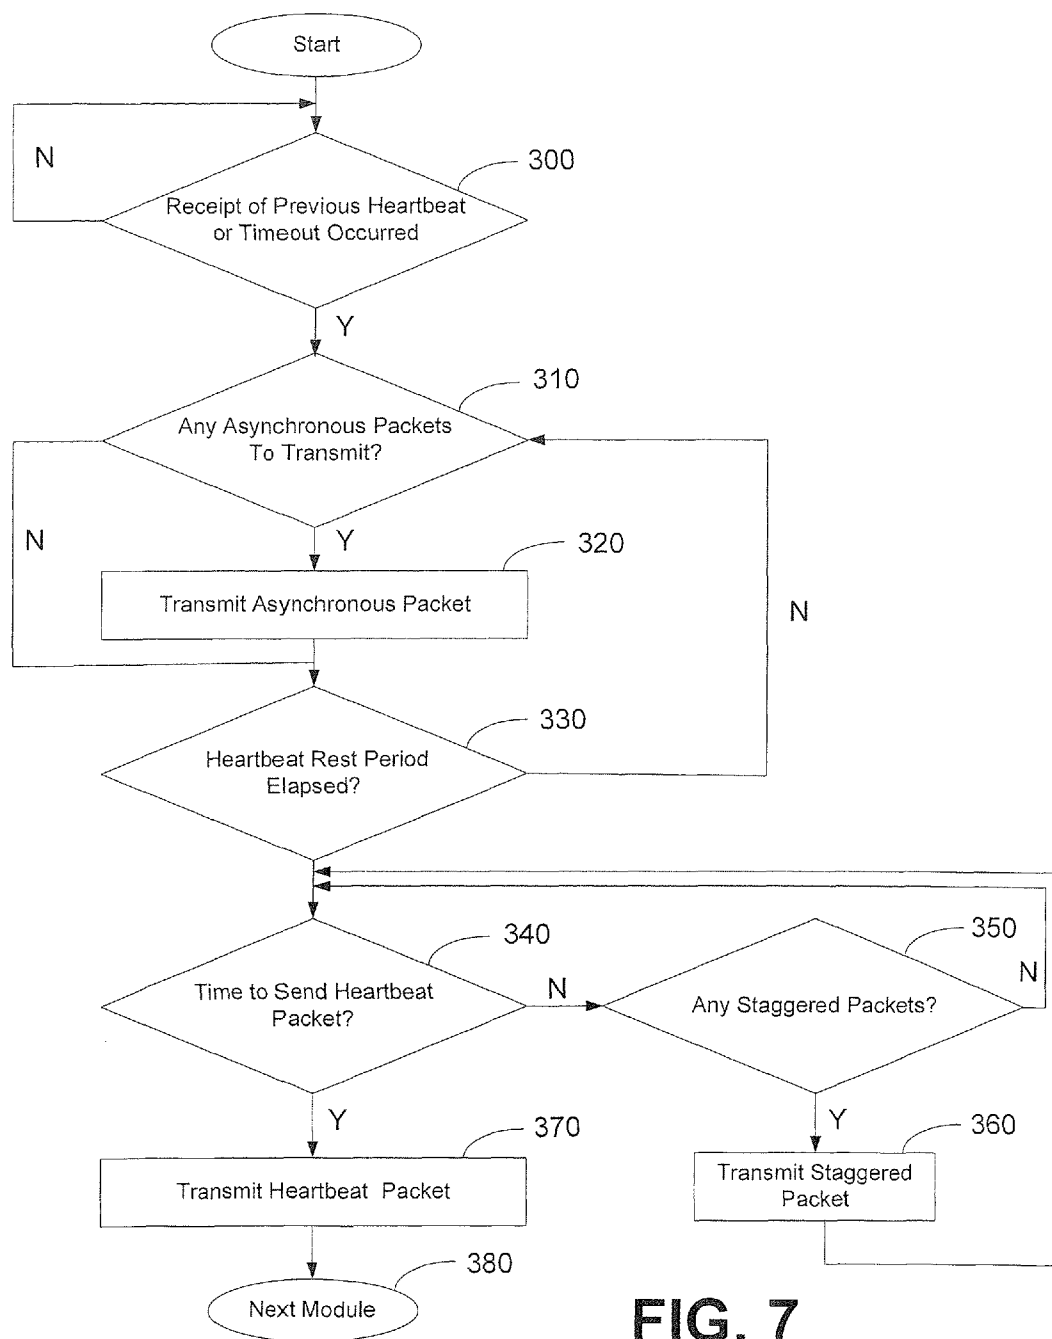 Start
N
300
Receipt of Previous Heartbeat
or Timeout Occurred
Y
310
Any Asynchronous Packets
To Transmit?
N
Y
320
Transmit Asynchronous Packet
N
330
Heartbeat Rest Period
Elapsed?
340
350
Time to Send Heartbeat
Packet?
N
Any Staggered Packets?
N
Y
370
Y
360
Transmit Heartbeat Packet
Transmit Staggered
Packet
380
Next Module
FIG. 7